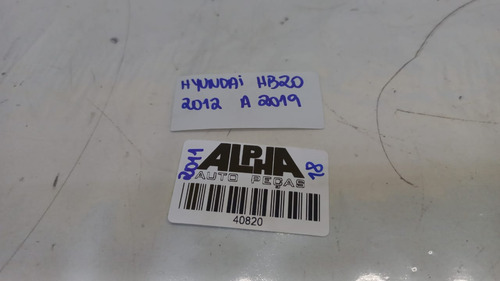 HYUNDAI HB20
2012 A 2019
2011
ALPHA
18
AUTO PEÇAS
40820